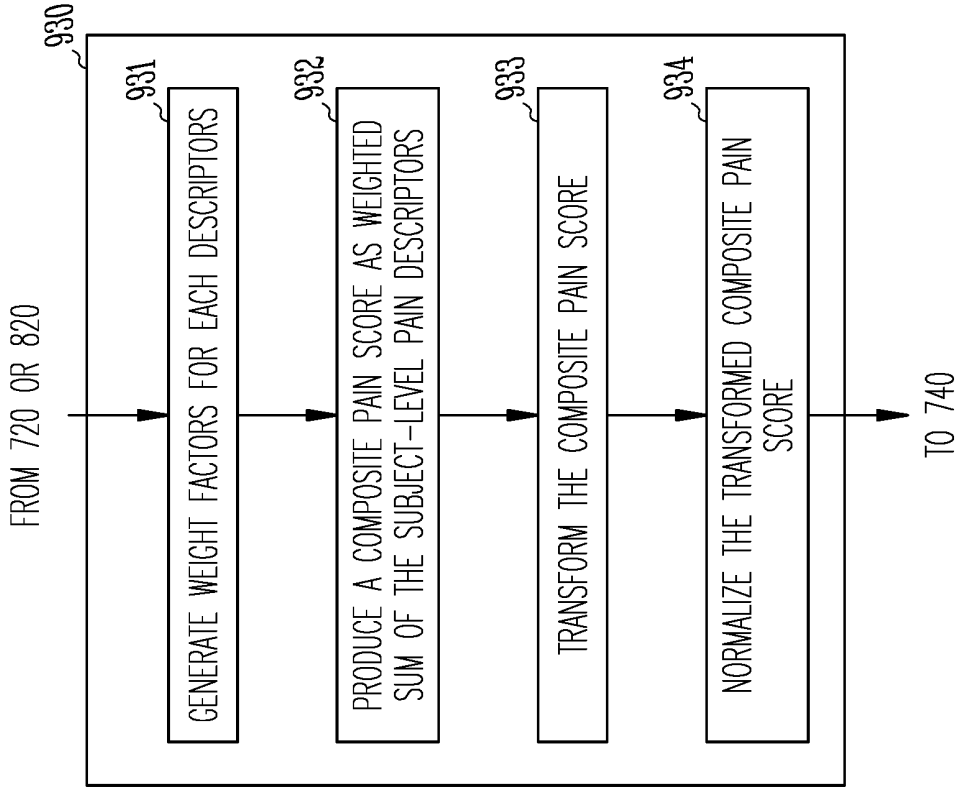 FROM 720 OR 820
930
931
GENERATE WEIGHT FACTORS FOR EACH DESCRIPTORS
932
PRODUCE A COMPOSITE PAIN SCORE AS WEIGHTED
SUM OF THE SUBJECT-LEVEL PAIN DESCRIPTORS
933
TRANSFORM THE COMPOSITE PAIN SCORE
934
NORMALIZE THE TRANSFORMED COMPOSITE PAIN
SCORE
TO 740